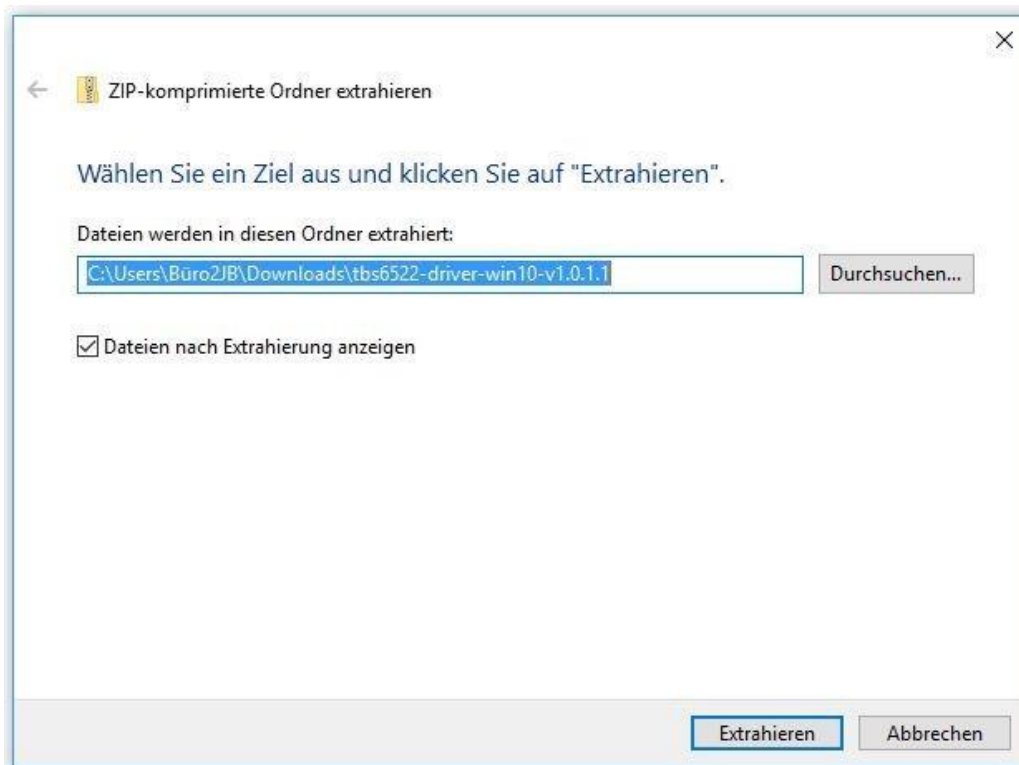 ZIP-komprimierte Ordner extrahieren
Wählen Sie ein Ziel aus und klicken Sie auf "Extrahieren".
Dateien werden in diesen Ordner extrahiert:
C:\Users\Büro2JB\Downloads\tbs6522-driver-win10-v1.0.1.1
Durchsuchen...
Dateien nach Extrahierung anzeigen
Extrahieren
Abbrechen